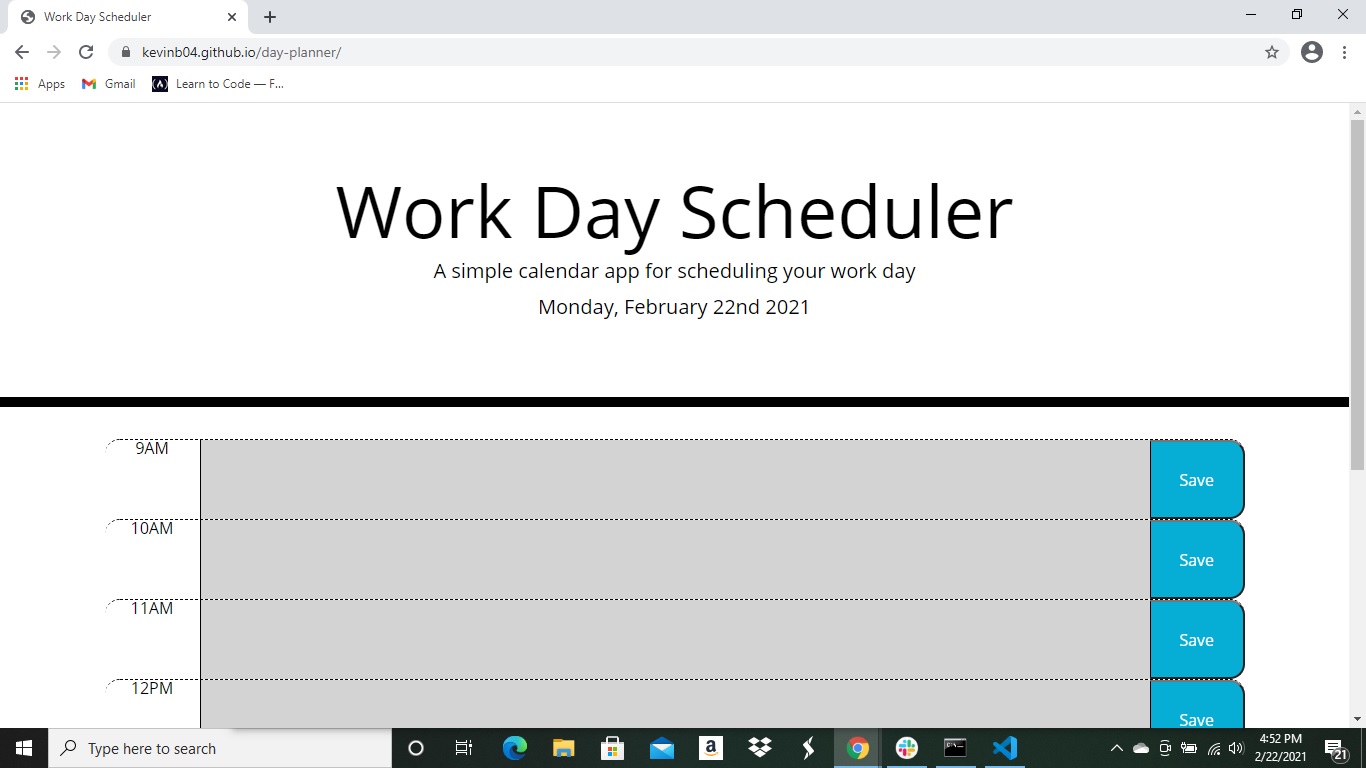 Work Day Scheduler
kevinb04.github.io/day-planner/
Apps Gmail Learn to Code — F...
Work Day Scheduler
A simple calendar app for scheduling your work day
Monday, February 22nd 2021
9AM Save
10AM Save
11AM Save
12PM Save
Type here to search
4:52 PM
2/22/2021
21